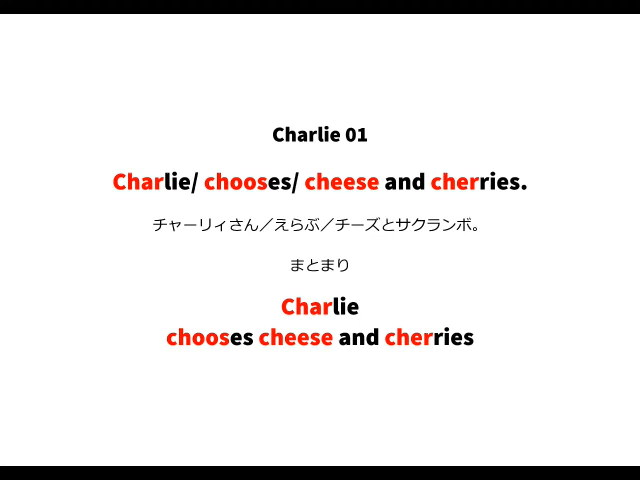 Charlie 01
Charlie/ chooses/ cheese and cherries.
チャーリィさん／えらぶ／チーズとサクランボ。
まとまり
Charlie
chooses cheese and cherries